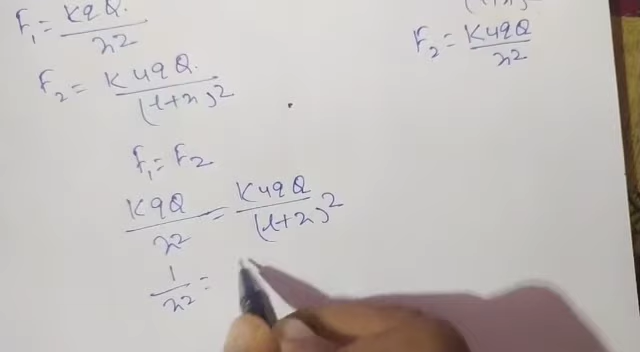 F₁ = KqQ / x²
F₂ = K4qQ / (l+x)²
F₂ = K4qQ / x²
F₁ = F₂
KqQ / x² = K4qQ / (l+x)²
1 / x² =